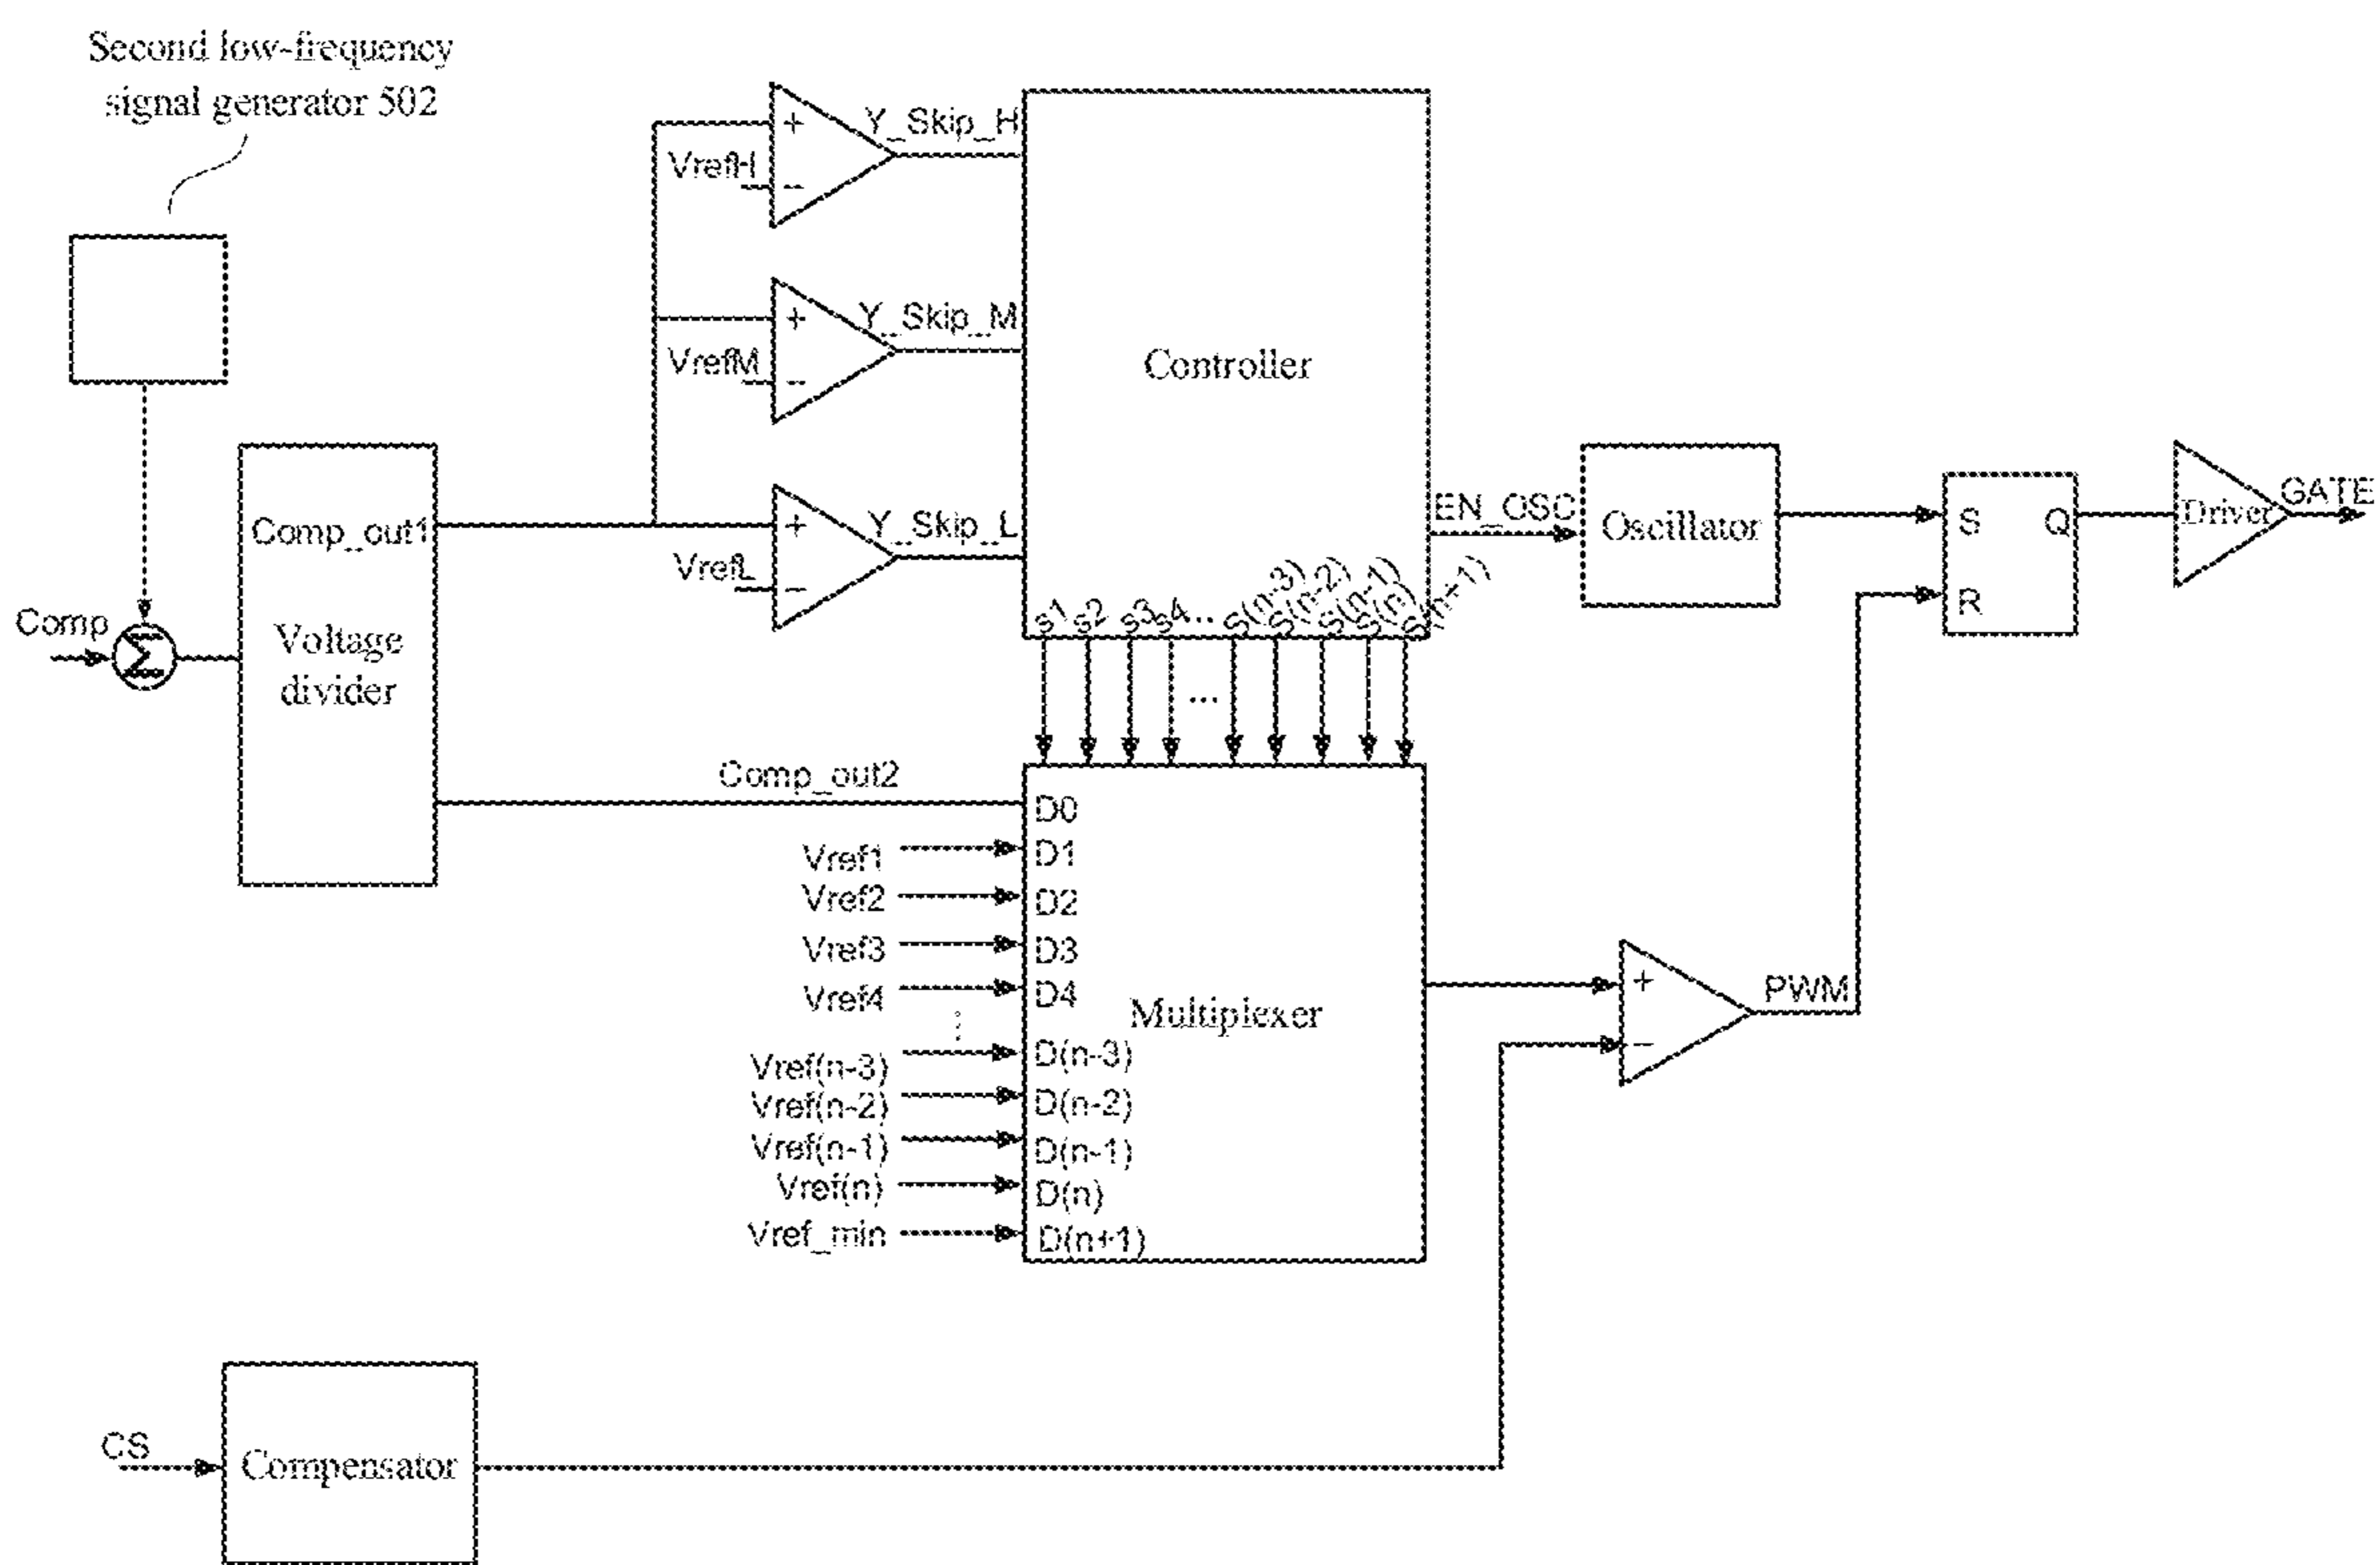 Second low-frequency
signal generator 502
Y_Skip_H
+
VrefH
−
Y_Skip_M
+
VrefM
−
Controller
Y_Skip_L
+
VrefL
−
Comp_out1
Voltage
divider
Comp
Σ
EN_OSC
Oscillator
S
Q
R
Driver
GATE
s1 s2 s3 s4... S(n-3) S(n-2) S(n-1) S(n) S(n+1)
...
Comp_out2
D0
Vref1
D1
Vref2
D2
Vref3
D3
Vref4
D4
...
Vref(n-3)
D(n-3)
Vref(n-2)
D(n-2)
Vref(n-1)
D(n-1)
Vref(n)
D(n)
Vref_min
D(n+1)
Multiplexer
+
−
PWM
CS
Compensator